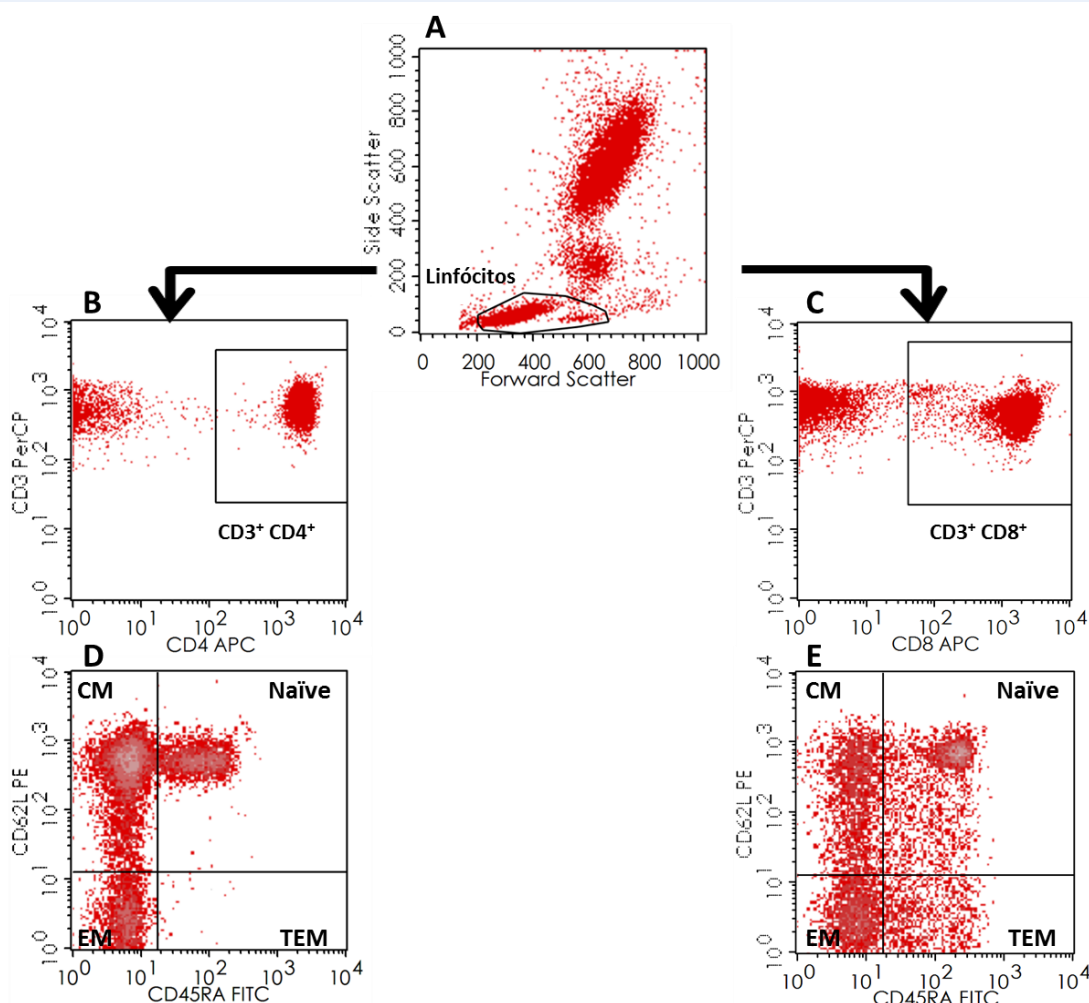 A
1000
800
600
400
200
0
Side Scatter
Linfócitos
0 200 400 600 800 1000
Forward Scatter
B
10⁴
10³
10²
10¹
10⁰
CD3 PerCP
CD3⁺ CD4⁺
10⁰ 10¹ 10² 10³ 10⁴
CD4 APC
C
10⁴
10³
10²
10¹
10⁰
CD3 PerCP
CD3⁺ CD8⁺
10⁰ 10¹ 10² 10³ 10⁴
CD8 APC
D
10⁴
10³
10²
10¹
10⁰
CD62L PE
CM Naïve
EM TEM
10⁰ 10¹ 10² 10³ 10⁴
CD45RA FITC
E
10⁴
10³
10²
10¹
10⁰
CD62L PE
CM Naïve
EM TEM
10⁰ 10¹ 10² 10³ 10⁴
CD45RA FITC